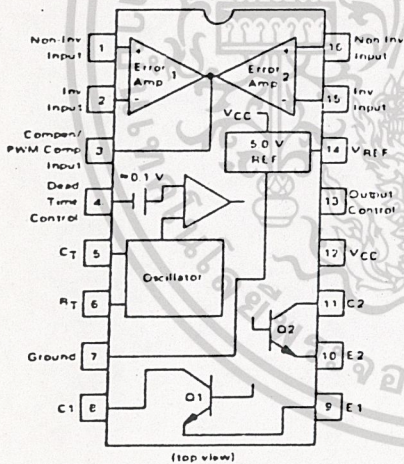 Non-Inv Input 1
Inv Input 2
Compen/ PWM Comp Input 3
Dead Time Control 4
CT 5
RT 6
Ground 7
C1 8
Error Amp 1
Error Amp 2
VCC
5.0 V REF
≈0.1 V
Oscillator
Q2
Q1
16 Non-Inv Input
15 Inv Input
14 VREF
13 Output Control
12 VCC
11 C2
10 E2
9 E1
(top view)